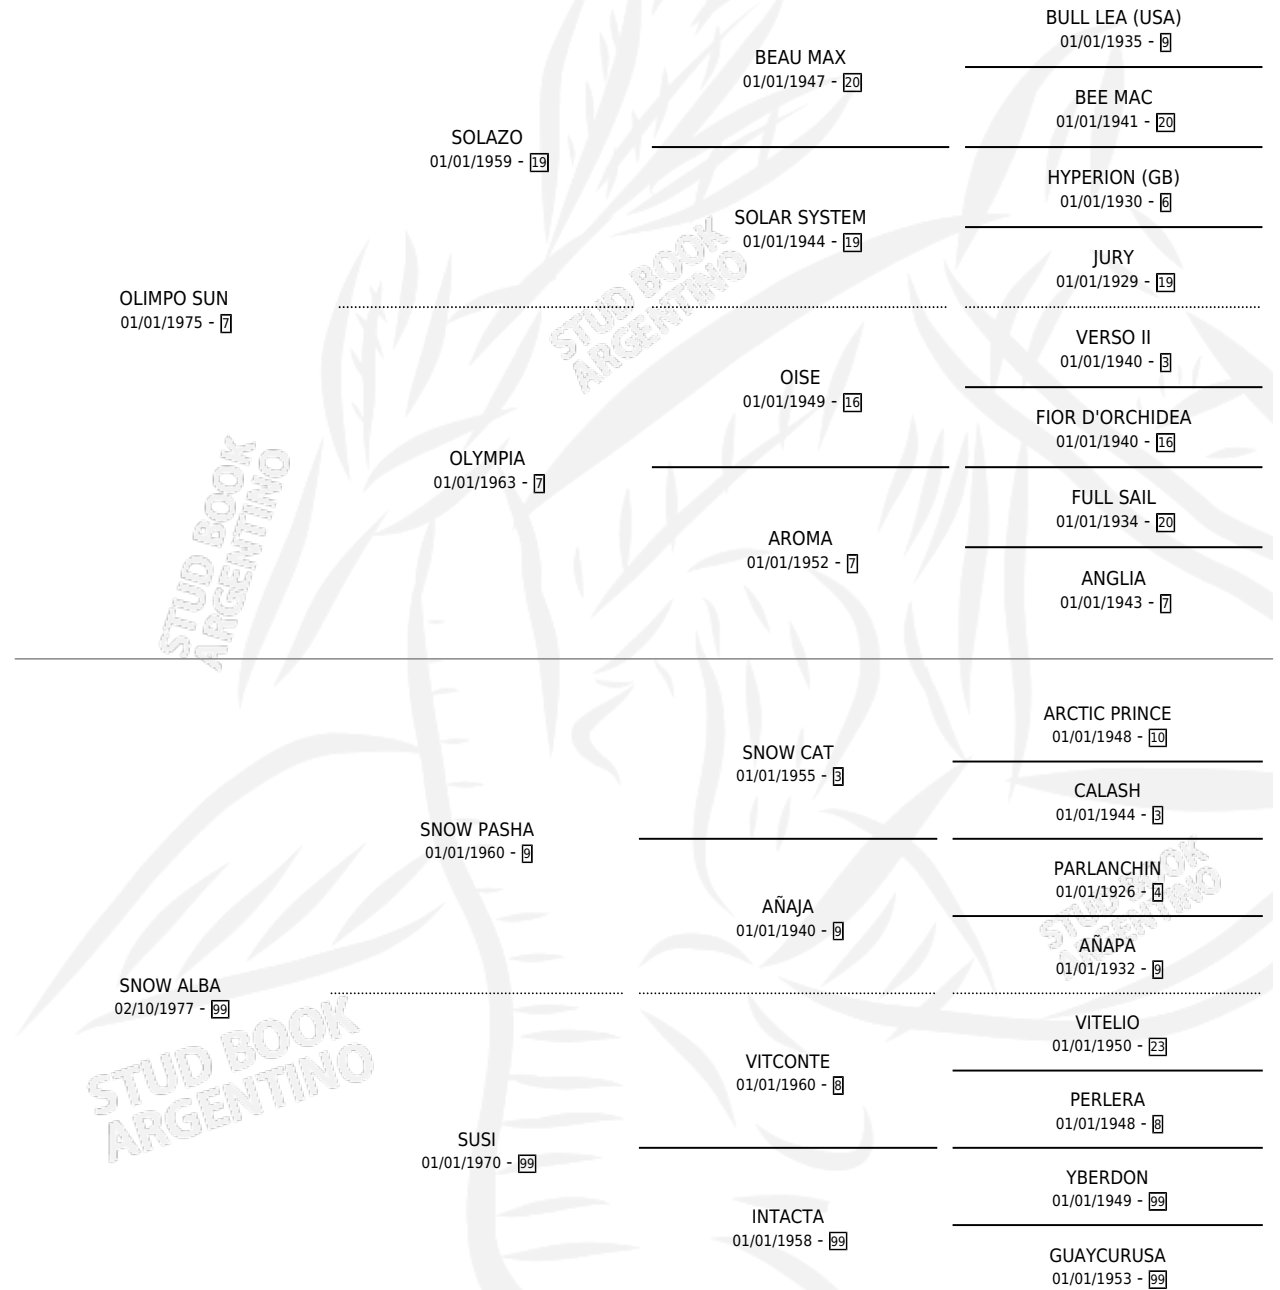 BULL LEA (USA)
01/01/1935 - 9
BEAU MAX
01/01/1947 - 20
BEE MAC
01/01/1941 - 20
SOLAZO
01/01/1959 - 19
HYPERION (GB)
01/01/1930 - 6
SOLAR SYSTEM
01/01/1944 - 19
JURY
01/01/1929 - 19
OLIMPO SUN
01/01/1975 - 7
VERSO II
01/01/1940 - 3
OISE
01/01/1949 - 16
FIOR D'ORCHIDEA
01/01/1940 - 16
OLYMPIA
01/01/1963 - 7
FULL SAIL
01/01/1934 - 20
AROMA
01/01/1952 - 7
ANGLIA
01/01/1943 - 7
STUD BOOK
ARGENTINO
STUD BOOK
ARGENTINO
ARCTIC PRINCE
01/01/1948 - 10
SNOW CAT
01/01/1955 - 3
CALASH
01/01/1944 - 3
SNOW PASHA
01/01/1960 - 9
PARLANCHIN
01/01/1926 - 4
AÑAJA
01/01/1940 - 9
AÑAPA
01/01/1932 - 9
SNOW ALBA
02/10/1977 - 99
VITELIO
01/01/1950 - 23
VITCONTE
01/01/1960 - 8
PERLERA
01/01/1948 - 8
SUSI
01/01/1970 - 99
YBERDON
01/01/1949 - 99
INTACTA
01/01/1958 - 99
GUAYCURUSA
01/01/1953 - 99
STUD BOOK
ARGENTINO
STUD BOOK
ARGENTINO